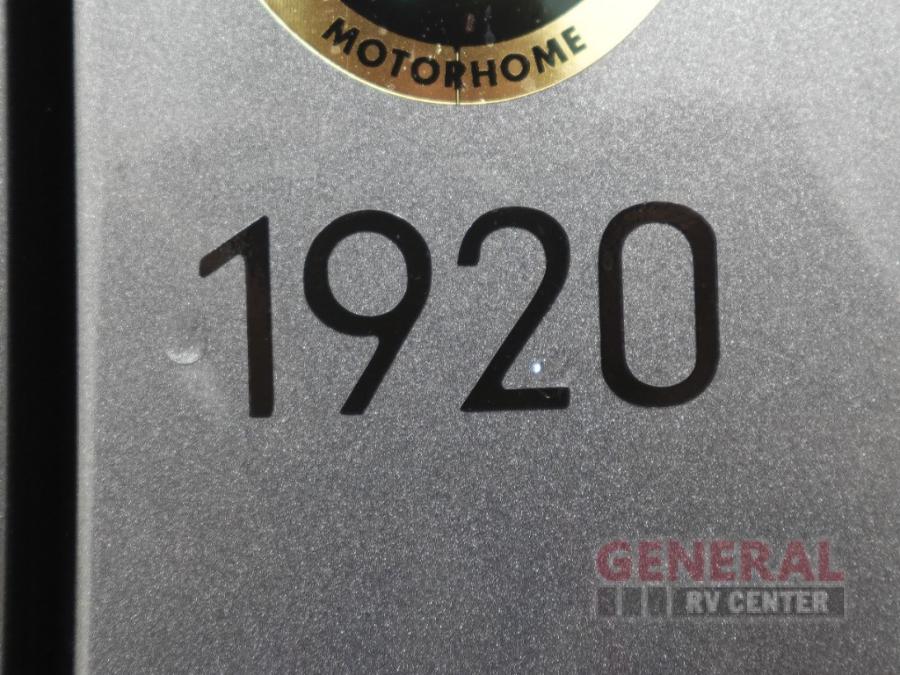 MOTORHOME
1920
GENERAL
RV CENTER